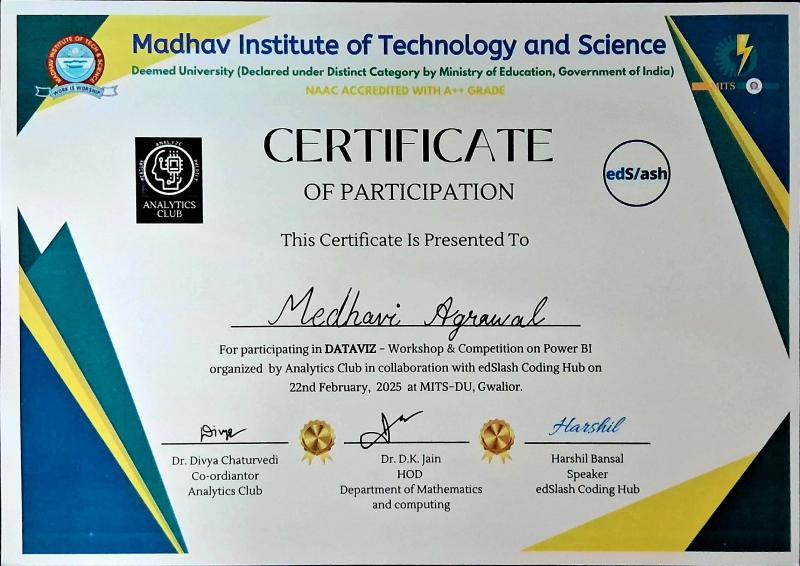 Madhav Institute of Technology and Science
Deemed University (Declared under Distinct Category by Ministry of Education, Government of India)
NAAC ACCREDITED WITH A++ GRADE
MADHAV INSTITUTE OF TECH. & SCIENCE
WORK IS WORSHIP
MITS
ANALYZE
ANALYTICS
CLUB
edS/ash
CERTIFICATE
OF PARTICIPATION
This Certificate Is Presented To
Medhavi Agrawal
For participating in DATAVIZ - Workshop & Competition on Power BI
organized by Analytics Club in collaboration with edSlash Coding Hub on
22nd February, 2025 at MITS-DU, Gwalior.
Divya
Harshil
Dr. Divya Chaturvedi
Co-ordiantor
Analytics Club
Dr. D.K. Jain
HOD
Department of Mathematics
and computing
Harshil Bansal
Speaker
edSlash Coding Hub